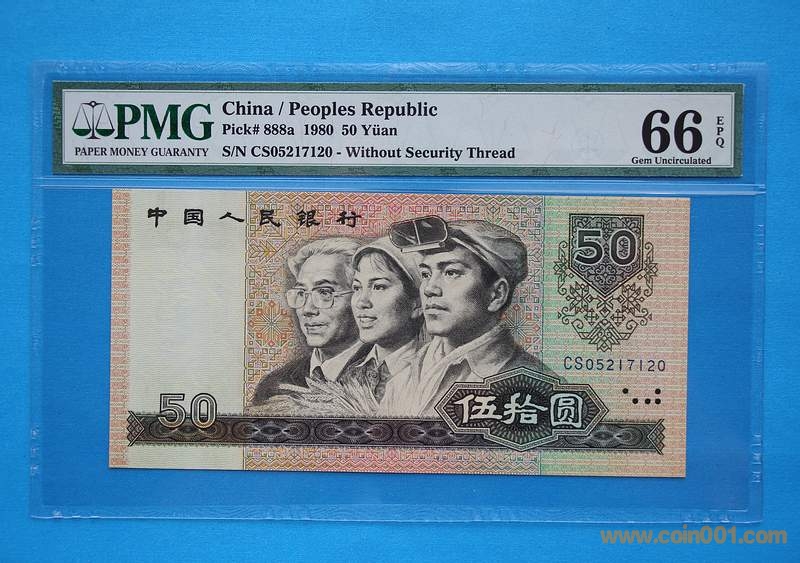 PMG
PAPER MONEY GUARANTY
China / Peoples Republic
Pick# 888a 1980 50 Yüan
S/N CS05217120 - Without Security Thread
66 EPQ
Gem Uncirculated
中国人民银行
50
CS05217120
50
伍拾圆
www.coin001.com